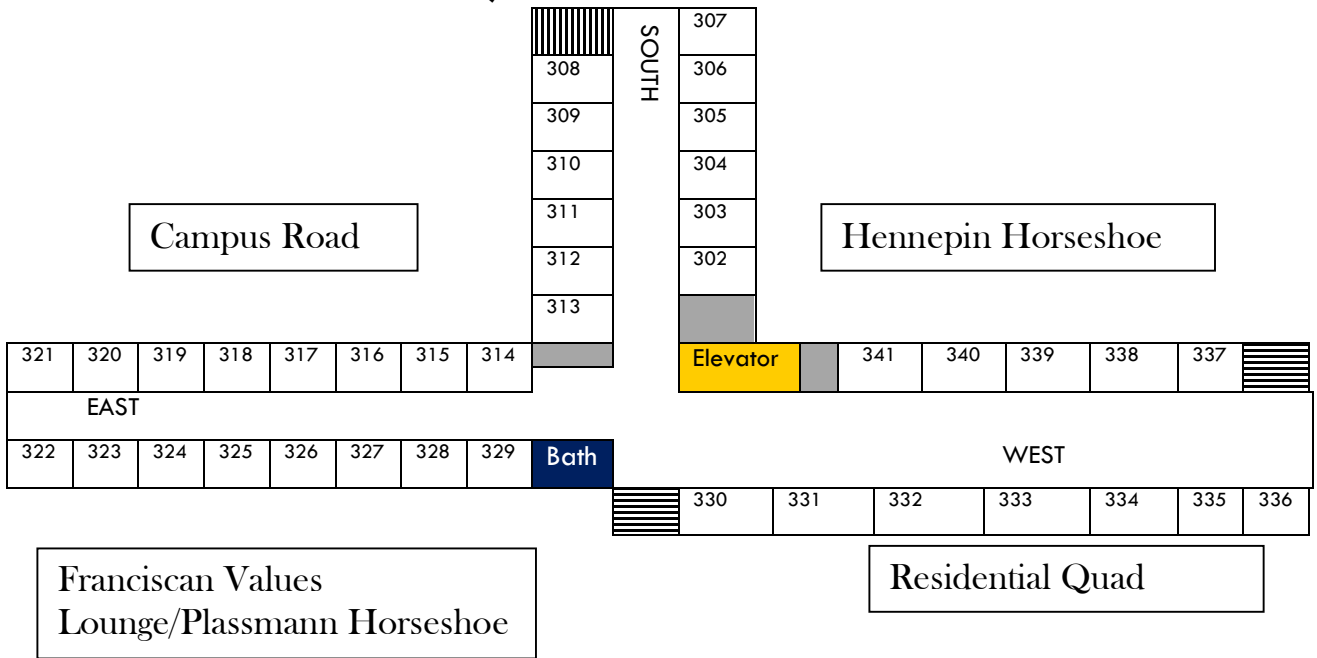 307
SOUTH
308
306
309
305
310
304
311
303
Campus Road
Hennepin Horseshoe
312
302
313
321 320 319 318 317 316 315 314
Elevator 341 340 339 338 337
EAST
322 323 324 325 326 327 328 329 Bath
WEST
330 331 332 333 334 335 336
Franciscan Values
Lounge/Plassmann Horseshoe
Residential Quad